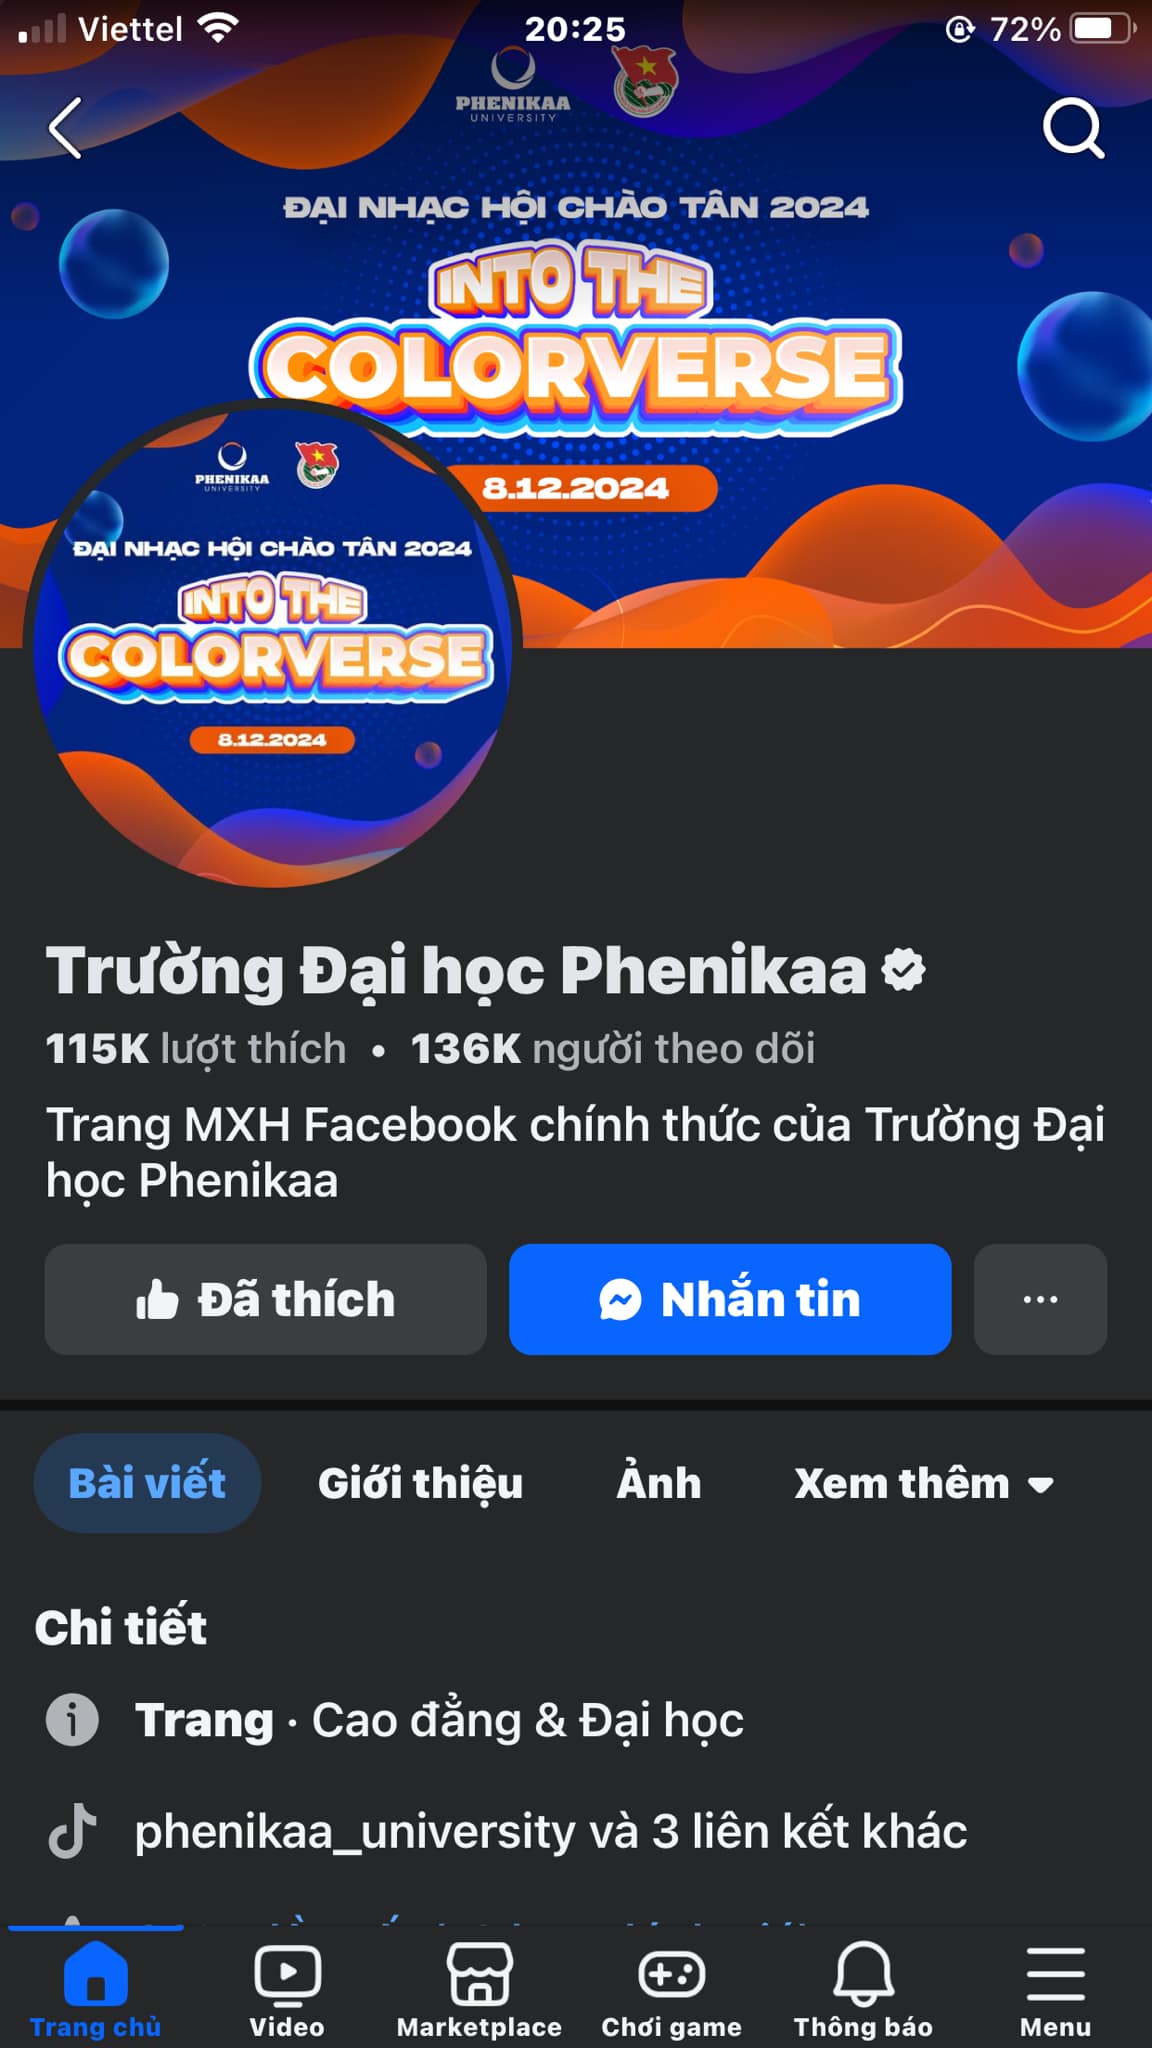 Viettel 20:25 72%
PHENIKAA
UNIVERSITY
ĐẠI NHẠC HỘI CHÀO TÂN 2024
INTO THE
COLORVERSE
8.12.2024
PHENIKAA
UNIVERSITY
ĐẠI NHẠC HỘI CHÀO TÂN 2024
INTO THE
COLORVERSE
8.12.2024
Trường Đại học Phenikaa
115K lượt thích • 136K người theo dõi
Trang MXH Facebook chính thức của Trường Đại
học Phenikaa
Đã thích Nhắn tin ...
Bài viết Giới thiệu Ảnh Xem thêm
Chi tiết
Trang · Cao đẳng & Đại học
phenikaa_university và 3 liên kết khác
Trang chủ Video Marketplace Chơi game Thông báo Menu